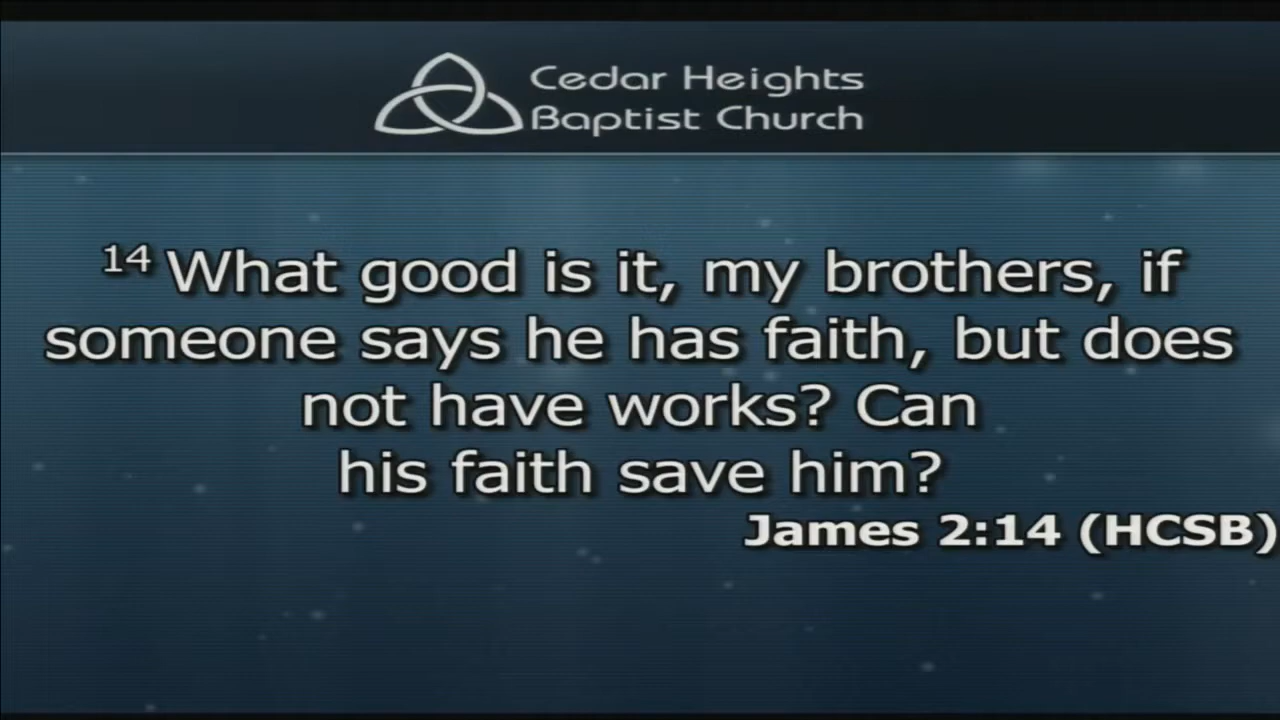 Cedar Heights
Baptist Church
14 What good is it, my brothers, if
someone says he has faith, but does
not have works? Can
his faith save him?
James 2:14 (HCSB)